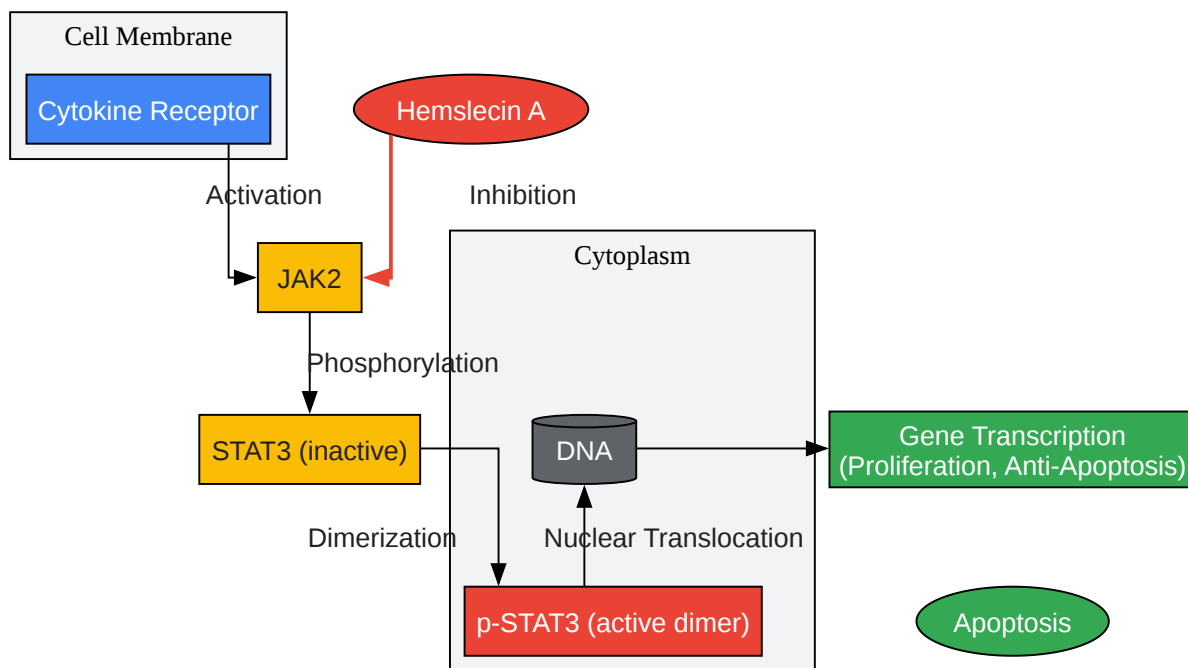 Cell Membrane
Cytokine Receptor
Hemslecin A
Activation
Inhibition
Cytoplasm
JAK2
Phosphorylation
STAT3 (inactive)
DNA
Gene Transcription
(Proliferation, Anti-Apoptosis)
Dimerization
Nuclear Translocation
p-STAT3 (active dimer)
Apoptosis